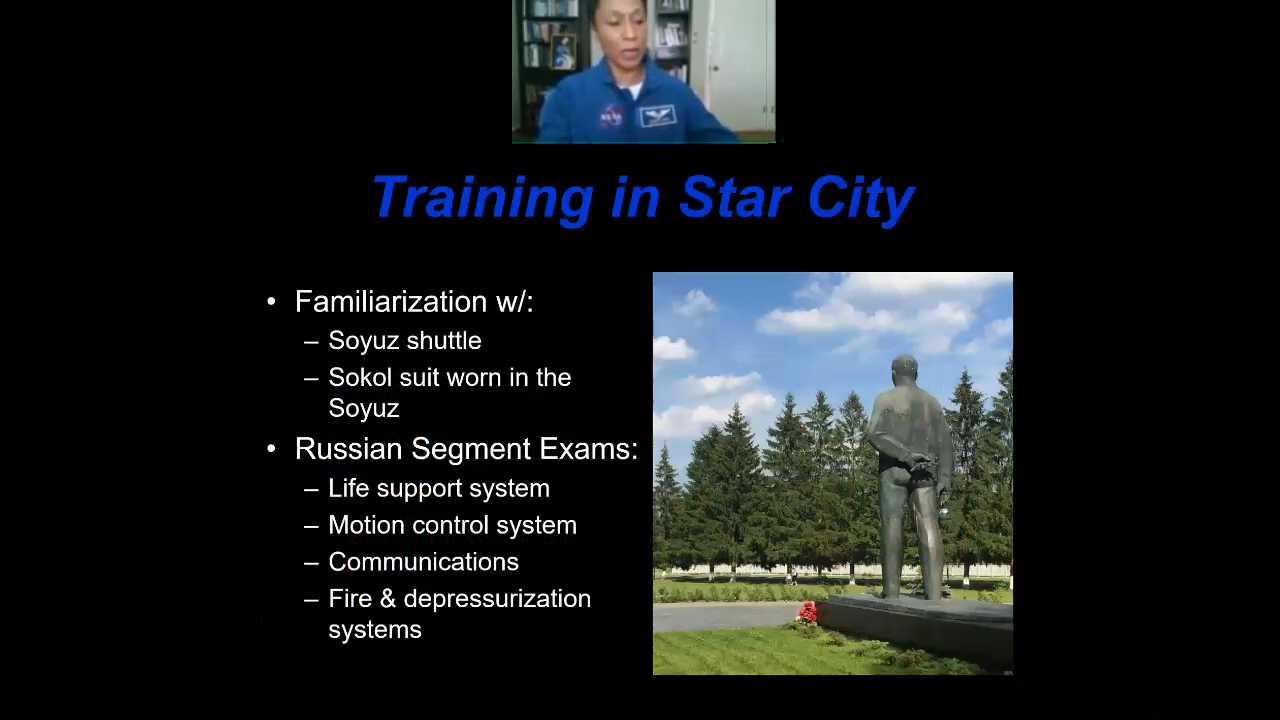 NASA
Training in Star City
• Familiarization w/:
– Soyuz shuttle
– Sokol suit worn in the
Soyuz
• Russian Segment Exams:
– Life support system
– Motion control system
– Communications
– Fire & depressurization
systems